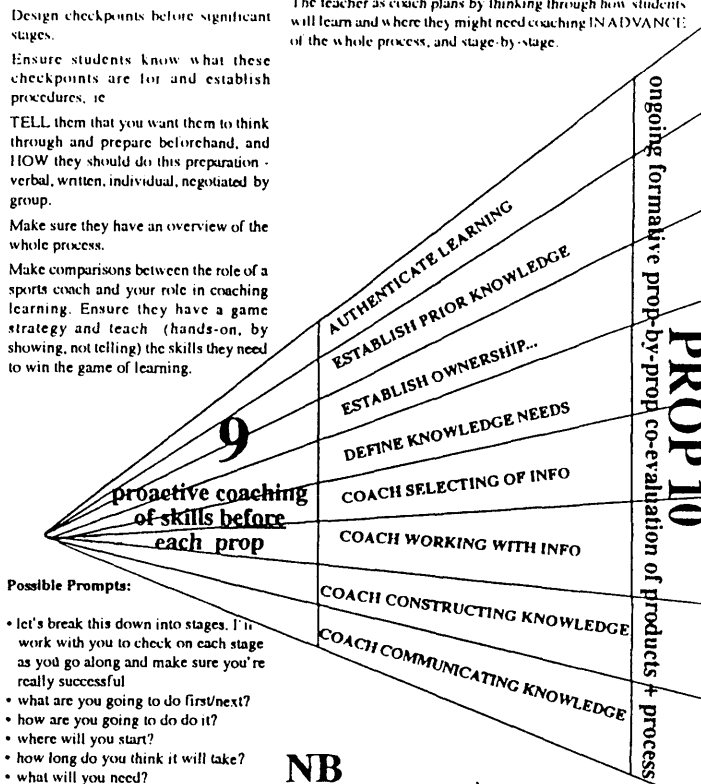 Design checkpoints before significant
stages.
Ensure students know what these
checkpoints are for and establish
procedures, ie
TELL them that you want them to think
through and prepare beforehand, and
HOW they should do this preparation -
verbal, written, individual, negotiated by
group.
Make sure they have an overview of the
whole process.
Make comparisons between the role of a
sports coach and your role in coaching
learning. Ensure they have a game
strategy and teach (hands-on, by
showing, not telling) the skills they need
to win the game of learning.
The teacher as coach plans by thinking through how students
will learn and where they might need coaching IN ADVANCE
of the whole process, and stage-by-stage.
9
proactive coaching
of skills before
each prop
AUTHENTICATE LEARNING
ESTABLISH PRIOR KNOWLEDGE
ESTABLISH OWNERSHIP...
DEFINE KNOWLEDGE NEEDS
COACH SELECTING OF INFO
COACH WORKING WITH INFO
COACH CONSTRUCTING KNOWLEDGE
COACH COMMUNICATING KNOWLEDGE
ongoing formative prop-by-prop co-evaluation of products + process
PROP 10
Possible Prompts:
• let's break this down into stages. I'll
work with you to check on each stage
as you go along and make sure you're
really successful
• what are you going to do first/next?
• how are you going to do do it?
• where will you start?
• how long do you think it will take?
• what will you need?
NB